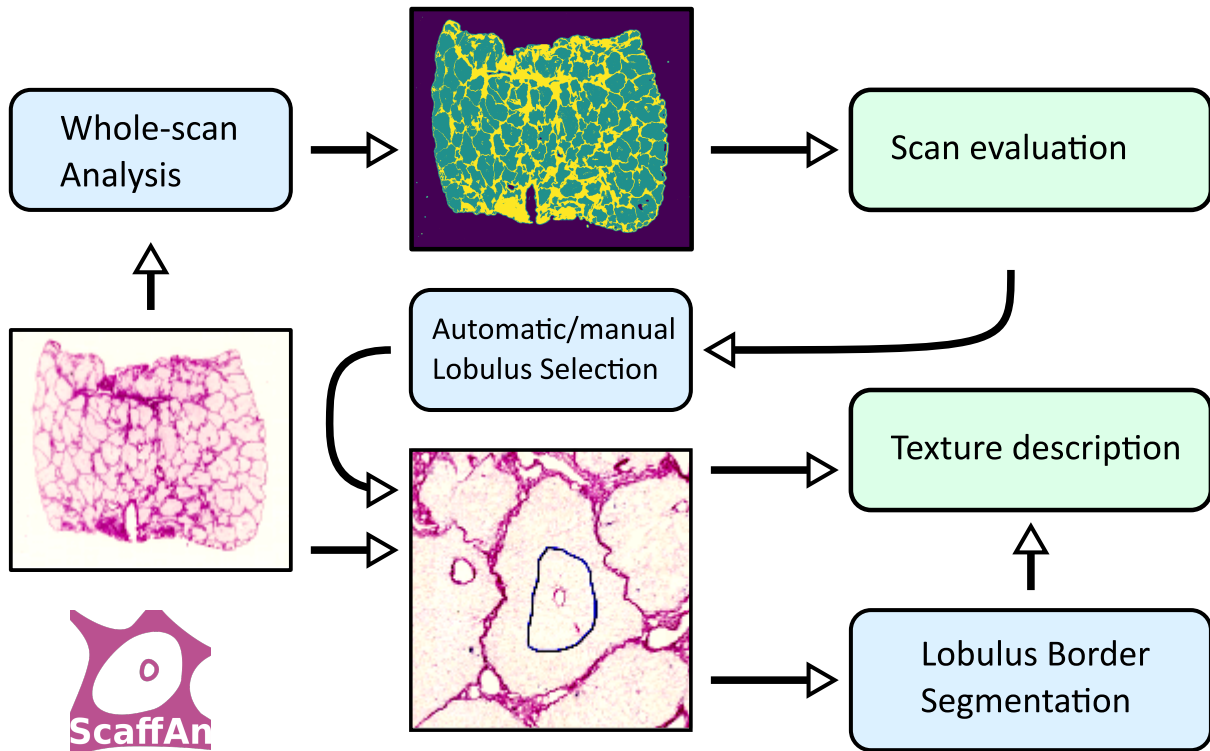 Whole-scan
Analysis
Scan evaluation
Automatic/manual
Lobulus Selection
Texture description
Lobulus Border
Segmentation
ScaffAn